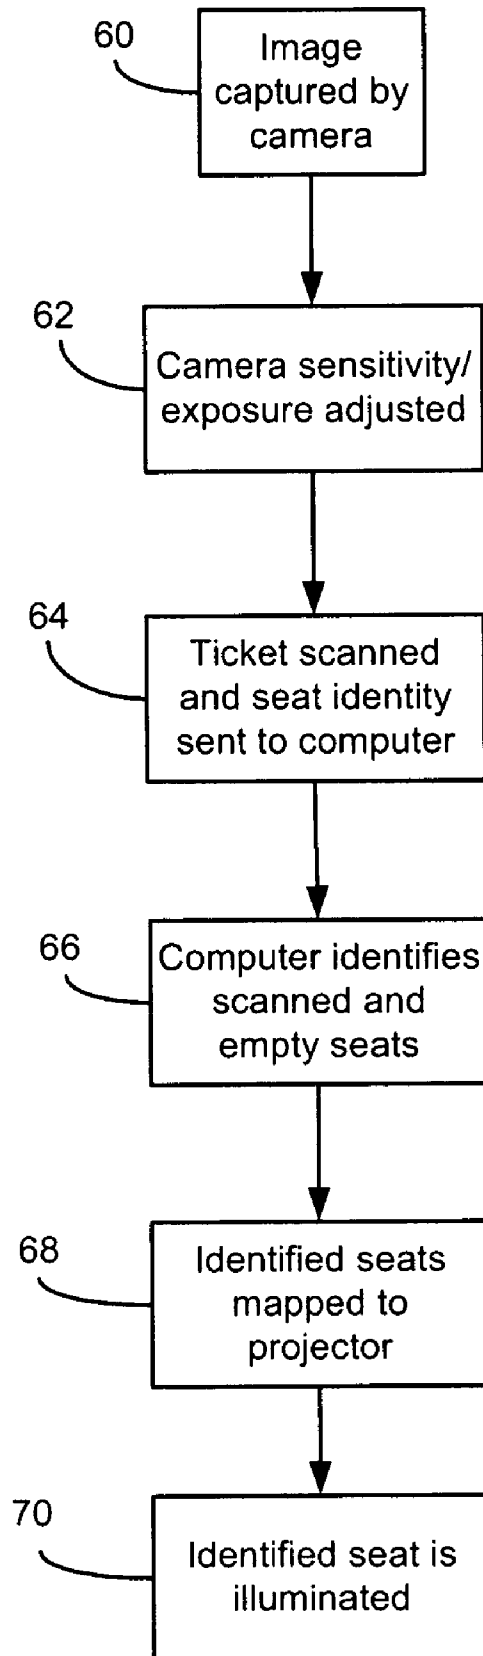 60
Image
captured by
camera
62
Camera sensitivity/
exposure adjusted
64
Ticket scanned
and seat identity
sent to computer
66
Computer identifies
scanned and
empty seats
68
Identified seats
mapped to
projector
70
Identified seat is
illuminated